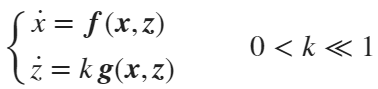 ẋ = f(x, z)
ż = k g(x, z)
0 < k ≪ 1